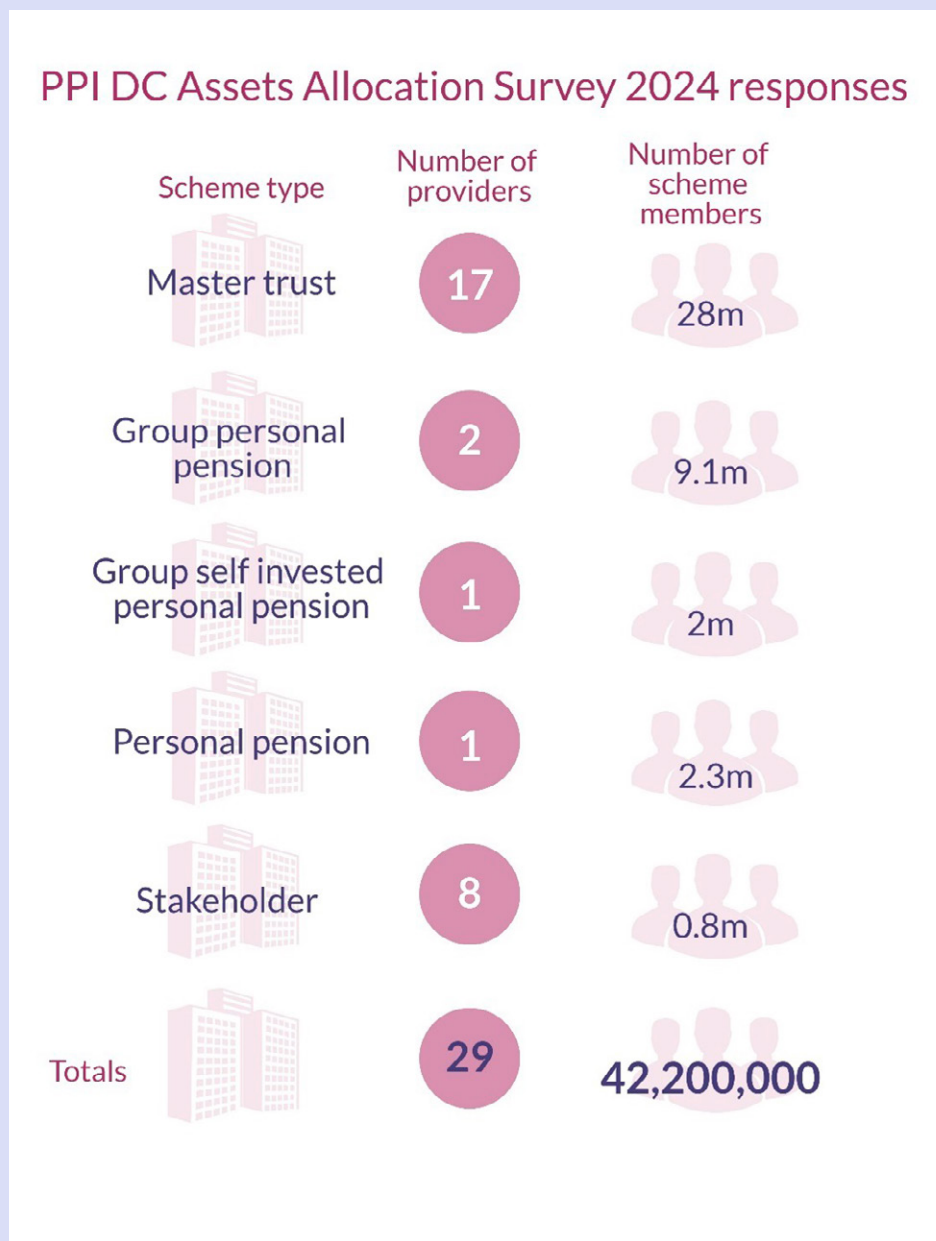 PPI DC Assets Allocation Survey 2024 responses
Scheme type
Number of
providers
Number of
scheme
members
Master trust
17
28m
Group personal
pension
2
9.1m
Group self invested
personal pension
1
2m
Personal pension
1
2.3m
Stakeholder
8
0.8m
Totals
29
42,200,000